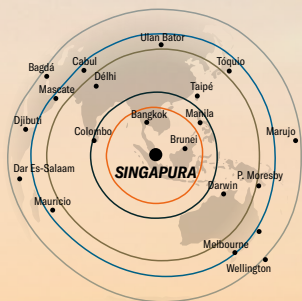 Ulan Bator
Cabul
Tóquio
Bagdá
Délhi
Mascate
Taipé
Djibuti
Bangkok
Manila
Colombo
Brunei
Marujo
SINGAPURA
Dar Es-Salaam
P. Moresby
Darwin
Maurício
Melbourne
Wellington